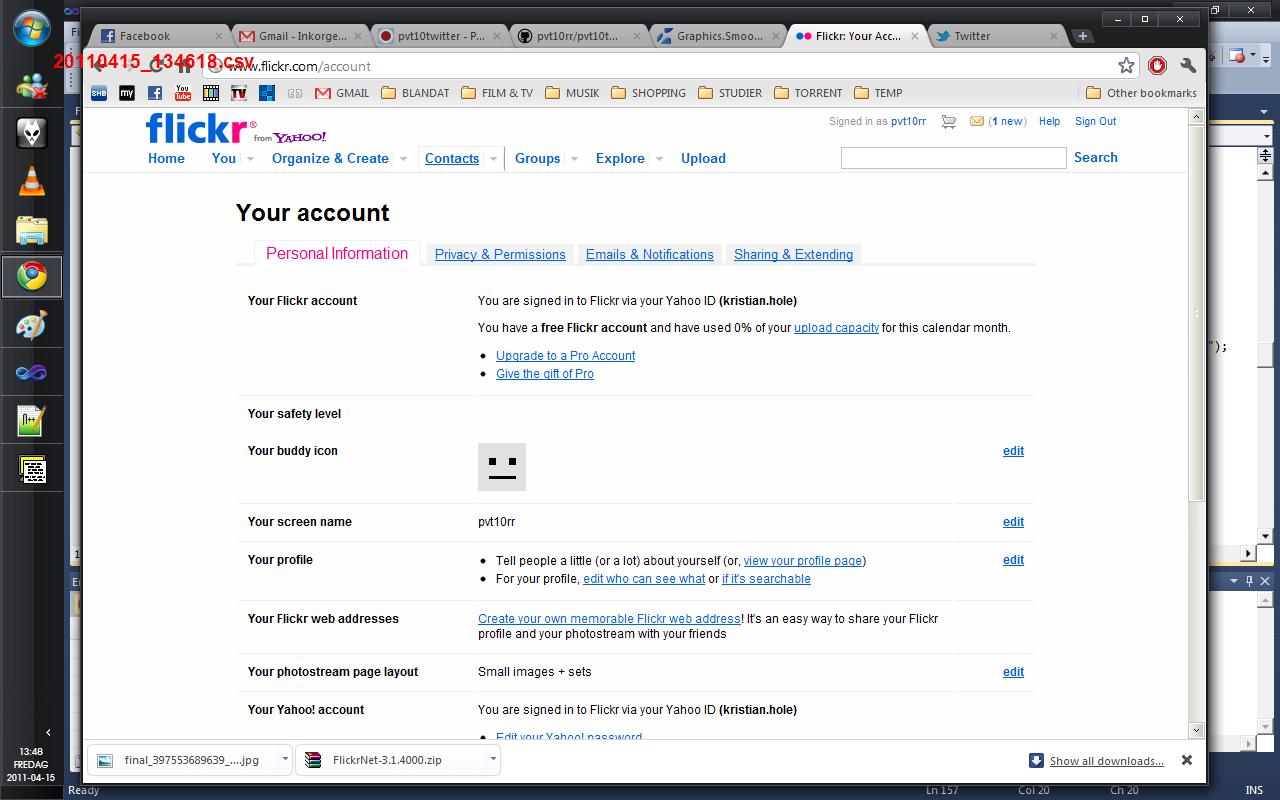 Facebook
Gmail - Inkorge...
pvt10twitter - P...
pvt10rr/pvt10t...
Graphics.Smoo...
Flickr: Your Acc...
Twitter
20110415_134618.csv
www.flickr.com/account
SHB
my
You Tube
TV
GMAIL
BLANDAT
FILM & TV
MUSIK
SHOPPING
STUDIER
TORRENT
TEMP
Other bookmarks
flickr® from YAHOO!
Signed in as pvt10rr
(1 new)
Help
Sign Out
Home
You
Organize & Create
Contacts
Groups
Explore
Upload
Search
Your account
Personal Information
Privacy & Permissions
Emails & Notifications
Sharing & Extending
Your Flickr account
You are signed in to Flickr via your Yahoo ID (kristian.hole)
You have a free Flickr account and have used 0% of your upload capacity for this calendar month.
Upgrade to a Pro Account
Give the gift of Pro
Your safety level
Your buddy icon
edit
Your screen name
pvt10rr
edit
Your profile
Tell people a little (or a lot) about yourself (or, view your profile page)
edit
For your profile, edit who can see what or if it's searchable
Your Flickr web addresses
Create your own memorable Flickr web address! It's an easy way to share your Flickr
profile and your photostream with your friends
Your photostream page layout
Small images + sets
edit
Your Yahoo! account
You are signed in to Flickr via your Yahoo ID (kristian.hole)
Edit your Yahoo! password
final_397553689639_....jpg
FlickrNet-3.1.4000.zip
Show all downloads...
");
13:48
FREDAG
2011-04-15
Ready
Ln 157
Col 20
Ch 20
INS